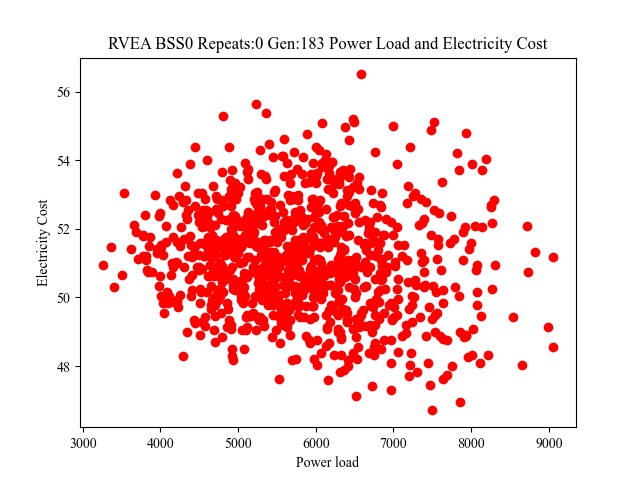 RVEA BSS0 Repeats:0 Gen:183 Power Load and Electricity Cost
56
54
52
50
48
Electricity Cost
3000 4000 5000 6000 7000 8000 9000
Power load